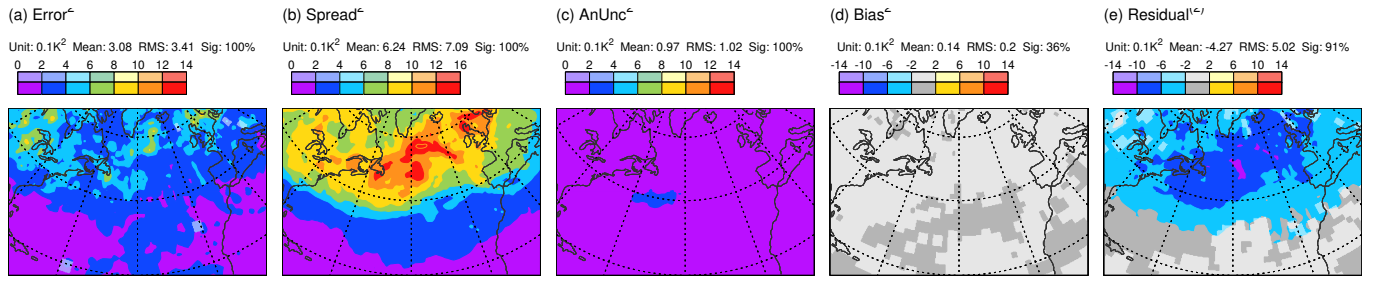 (a) Error²
(b) Spread²
(c) AnUnc²
(d) Bias²
(e) Residual⁽²⁾
Unit: 0.1K² Mean: 3.08 RMS: 3.41 Sig: 100%
Unit: 0.1K² Mean: 6.24 RMS: 7.09 Sig: 100%
Unit: 0.1K² Mean: 0.97 RMS: 1.02 Sig: 100%
Unit: 0.1K² Mean: 0.14 RMS: 0.2 Sig: 36%
Unit: 0.1K² Mean: -4.27 RMS: 5.02 Sig: 91%
0 2 4 6 8 10 12 14
0 2 4 6 8 10 12 16
0 2 4 6 8 10 12 14
-14 -10 -6 -2 2 6 10 14
-14 -10 -6 -2 2 6 10 14